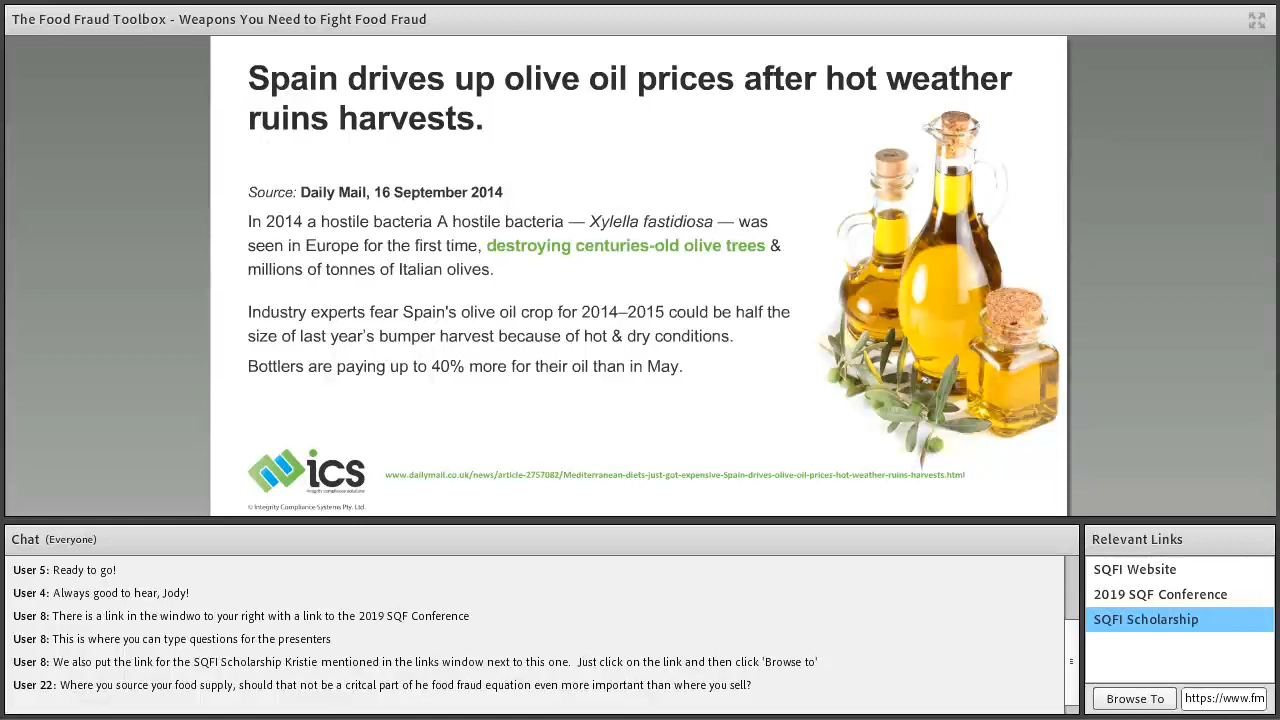 The Food Fraud Toolbox - Weapons You Need to Fight Food Fraud
Spain drives up olive oil prices after hot weather
ruins harvests.
Source: Daily Mail, 16 September 2014
In 2014 a hostile bacteria A hostile bacteria — Xylella fastidiosa — was
seen in Europe for the first time, destroying centuries-old olive trees &
millions of tonnes of Italian olives.
Industry experts fear Spain's olive oil crop for 2014–2015 could be half the
size of last year's bumper harvest because of hot & dry conditions.
Bottlers are paying up to 40% more for their oil than in May.
ics
integrity compliance solutions
www.dailymail.co.uk/news/article-2757082/Mediterranean-diets-just-got-expensive-Spain-drives-olive-oil-prices-hot-weather-ruins-harvests.html
© Integrity Compliance Systems Pty. Ltd.
Chat (Everyone)
User 5: Ready to go!
User 4: Always good to hear, Jody!
User 8: There is a link in the windwo to your right with a link to the 2019 SQF Conference
User 8: This is where you can type questions for the presenters
User 8: We also put the link for the SQFI Scholarship Kristie mentioned in the links window next to this one.  Just click on the link and then click 'Browse to'
User 22: Where you source your food supply, should that not be a critcal part of he food fraud equation even more important than where you sell?
Relevant Links
SQFI Website
2019 SQF Conference
SQFI Scholarship
Browse To
https://www.fm